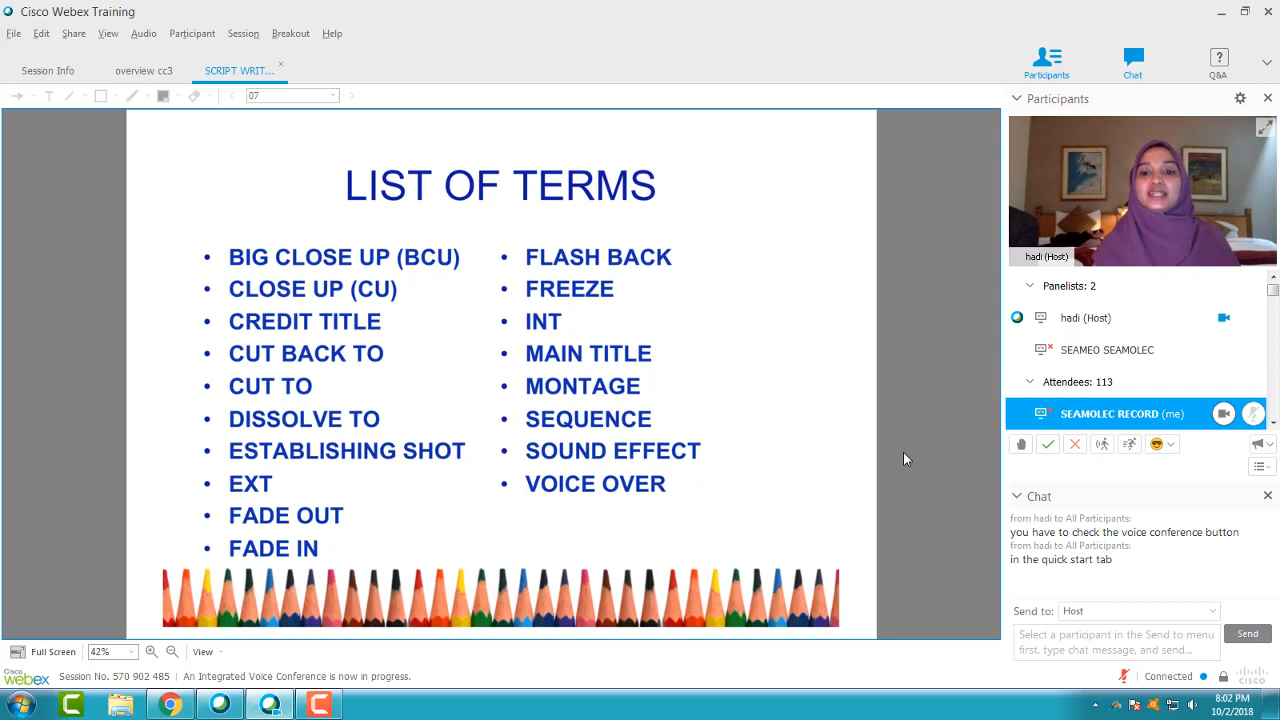 Cisco Webex Training
File Edit Share View Audio Participant Session Breakout Help
Session Info overview cc3 SCRIPT WRIT...
Participants Chat Q&A
07
LIST OF TERMS
• BIG CLOSE UP (BCU)
• CLOSE UP (CU)
• CREDIT TITLE
• CUT BACK TO
• CUT TO
• DISSOLVE TO
• ESTABLISHING SHOT
• EXT
• FADE OUT
• FADE IN
• FLASH BACK
• FREEZE
• INT
• MAIN TITLE
• MONTAGE
• SEQUENCE
• SOUND EFFECT
• VOICE OVER
Participants
hadi (Host)
Panelists: 2
hadi (Host)
SEAMEO SEAMOLEC
Attendees: 113
SEAMOLEC RECORD (me)
Chat
from hadi to All Participants:
you have to check the voice conference button
from hadi to All Participants:
in the quick start tab
Send to: Host
Select a participant in the Send to menu
first, type chat message, and send...
Send
Full Screen 42% View
Cisco
webex
Session No. 570 902 485 | An Integrated Voice Conference is now in progress.
Connected
cisco
8:02 PM
10/2/2018